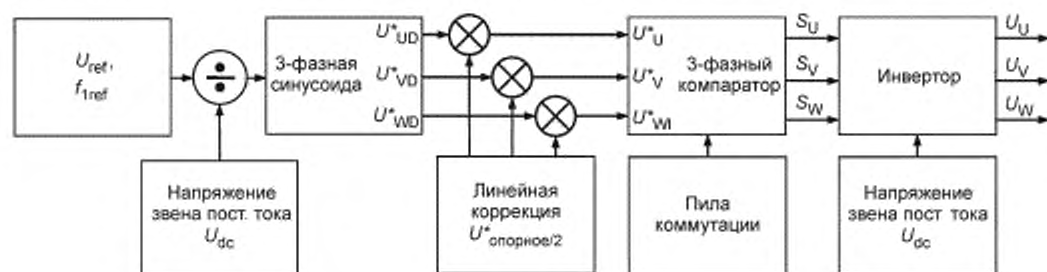 U_ref,
f_1ref
÷
3-фазная
синусоида
U*_UD
U*_VD
U*_WD
U*_U
U*_V
U*_WI
3-фазный
компаратор
S_U
S_V
S_W
Инвертор
U_U
U_V
U_W
Напряжение
звена пост. тока
U_dc
Линейная
коррекция
U*_опорное/2
Пила
коммутации
Напряжение
звена пост тока
U_dc